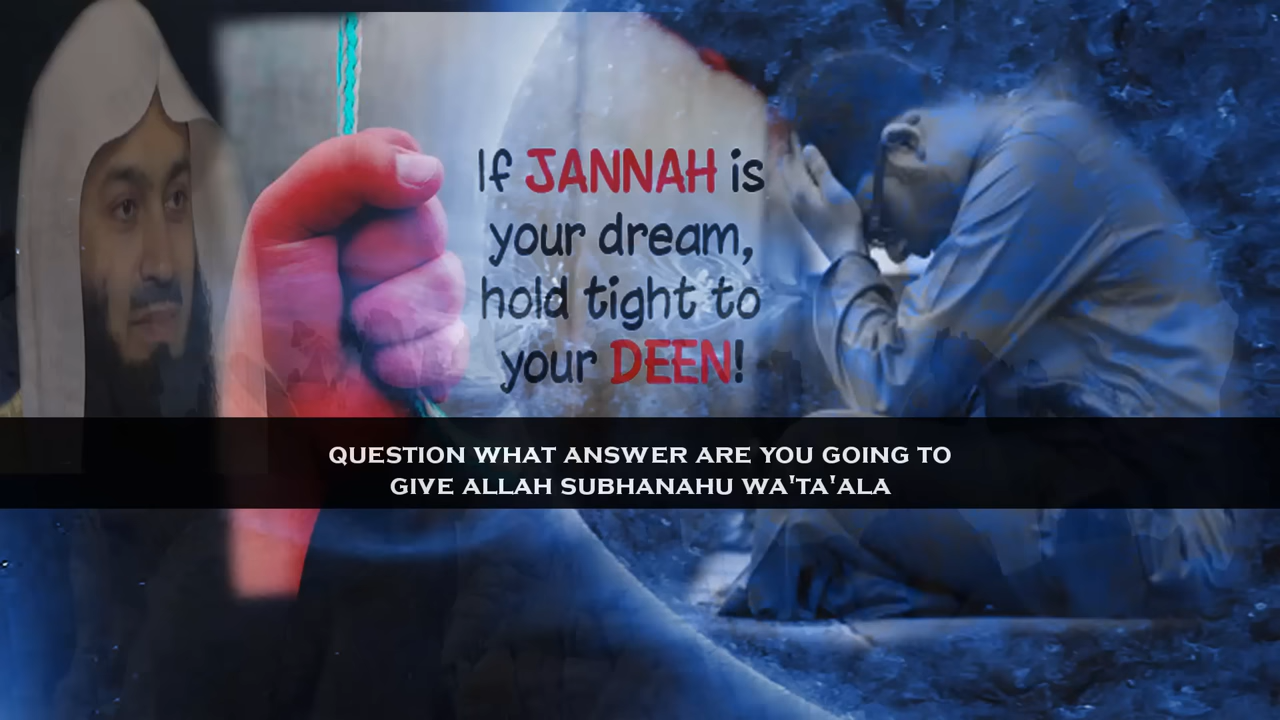 If JANNAH is
your dream,
hold tight to
your DEEN!
QUESTION WHAT ANSWER ARE YOU GOING TO
GIVE ALLAH SUBHANAHU WA'TA'ALA